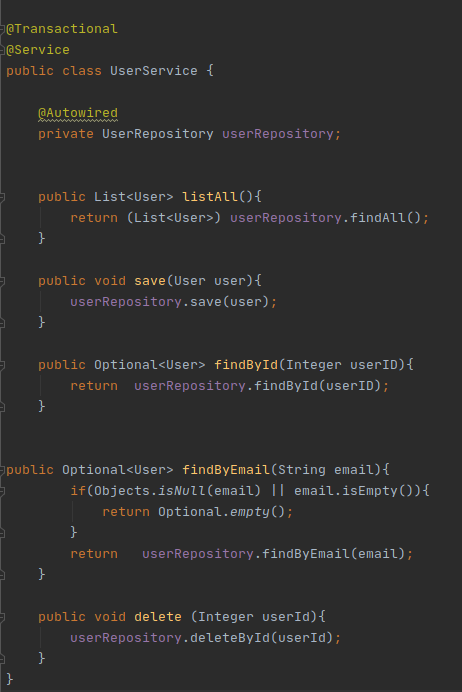 @Transactional
@Service
public class UserService {
@Autowired
private UserRepository userRepository;
public List<User> listAll(){
return (List<User>) userRepository.findAll();
}
public void save(User user){
userRepository.save(user);
}
public Optional<User> findById(Integer userID){
return  userRepository.findById(userID);
}
public Optional<User> findByEmail(String email){
if(Objects.isNull(email) || email.isEmpty()){
return Optional.empty();
}
return   userRepository.findByEmail(email);
}
public void delete (Integer userId){
userRepository.deleteById(userId);
}
}